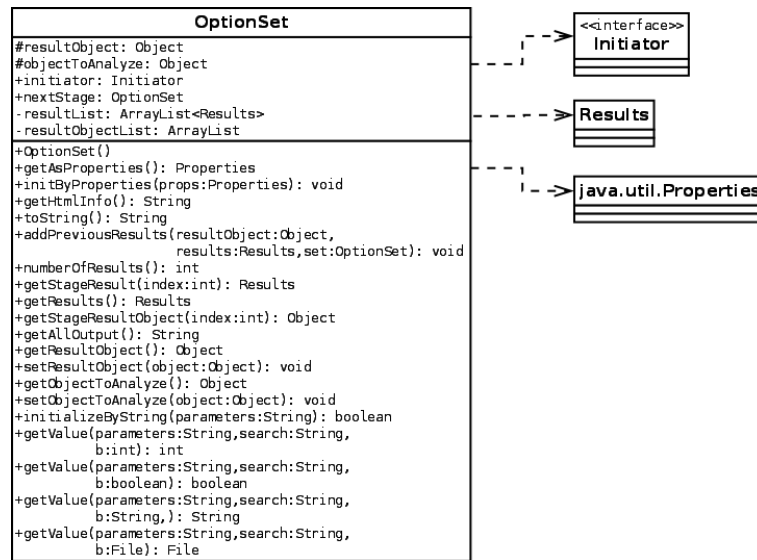 OptionSet
#resultObject: Object
#objectToAnalyze: Object
+initiator: Initiator
+nextStage: OptionSet
-resultList: ArrayList<Results>
-resultObjectList: ArrayList
+OptionSet()
+getAsProperties(): Properties
+initByProperties(props:Properties): void
+getHtmlInfo(): String
+toString(): String
+addPreviousResults(resultObject:Object,
results:Results,set:OptionSet): void
+numberOfResults(): int
+getStageResult(index:int): Results
+getResults(): Results
+getStageResultObject(index:int): Object
+getAllOutput(): String
+getResultObject(): Object
+setResultObject(object:Object): void
+getObjectToAnalyze(): Object
+setObjectToAnalyze(object:Object): void
+initializeByString(parameters:String): boolean
+getValue(parameters:String,search:String,
b:int): int
+getValue(parameters:String,search:String,
b:boolean): boolean
+getValue(parameters:String,search:String,
b:String,): String
+getValue(parameters:String,search:String,
b:File): File
<<interface>>
Initiator
Results
java.util.Properties